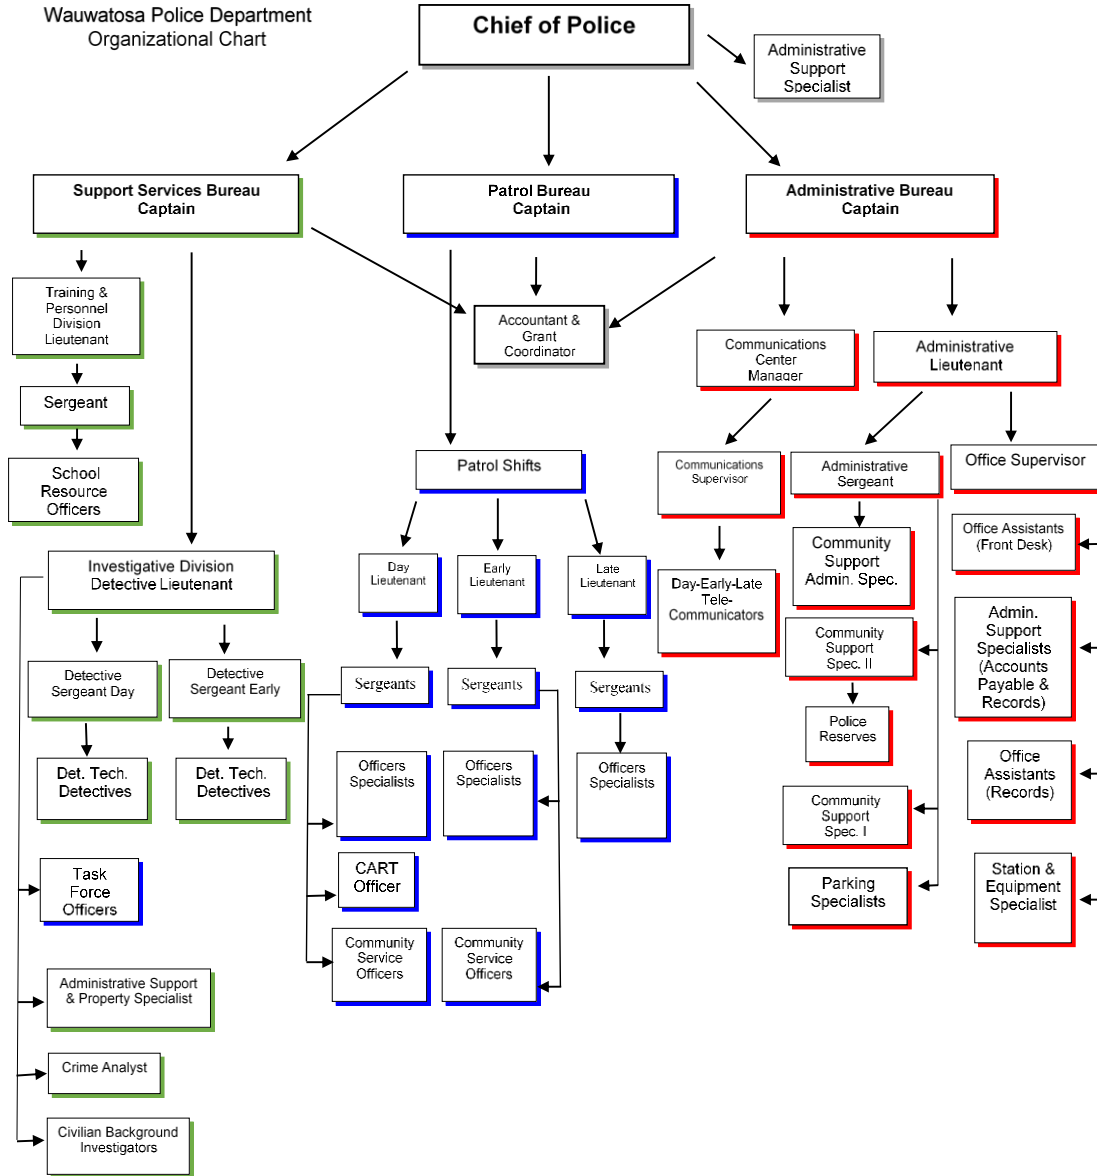 Wauwatosa Police Department
Organizational Chart
Chief of Police
Administrative
Support
Specialist
Support Services Bureau
Captain
Patrol Bureau
Captain
Administrative Bureau
Captain
Training &
Personnel
Division
Lieutenant
Accountant &
Grant
Coordinator
Communications
Center
Manager
Administrative
Lieutenant
Sergeant
School
Resource
Officers
Patrol Shifts
Communications
Supervisor
Administrative
Sergeant
Office Supervisor
Investigative Division
Detective Lieutenant
Day
Lieutenant
Early
Lieutenant
Late
Lieutenant
Day-Early-Late
Tele-
Communicators
Community
Support
Admin. Spec.
Office Assistants
(Front Desk)
Detective
Sergeant Day
Detective
Sergeant Early
Sergeants
Sergeants
Sergeants
Community
Support
Spec. II
Admin.
Support
Specialists
(Accounts
Payable &
Records)
Police
Reserves
Det. Tech.
Detectives
Det. Tech.
Detectives
Officers
Specialists
Officers
Specialists
Officers
Specialists
Community
Support
Spec. I
Office
Assistants
(Records)
Task
Force
Officers
CART
Officer
Parking
Specialists
Station &
Equipment
Specialist
Community
Service
Officers
Community
Service
Officers
Administrative Support
& Property Specialist
Crime Analyst
Civilian Background
Investigators